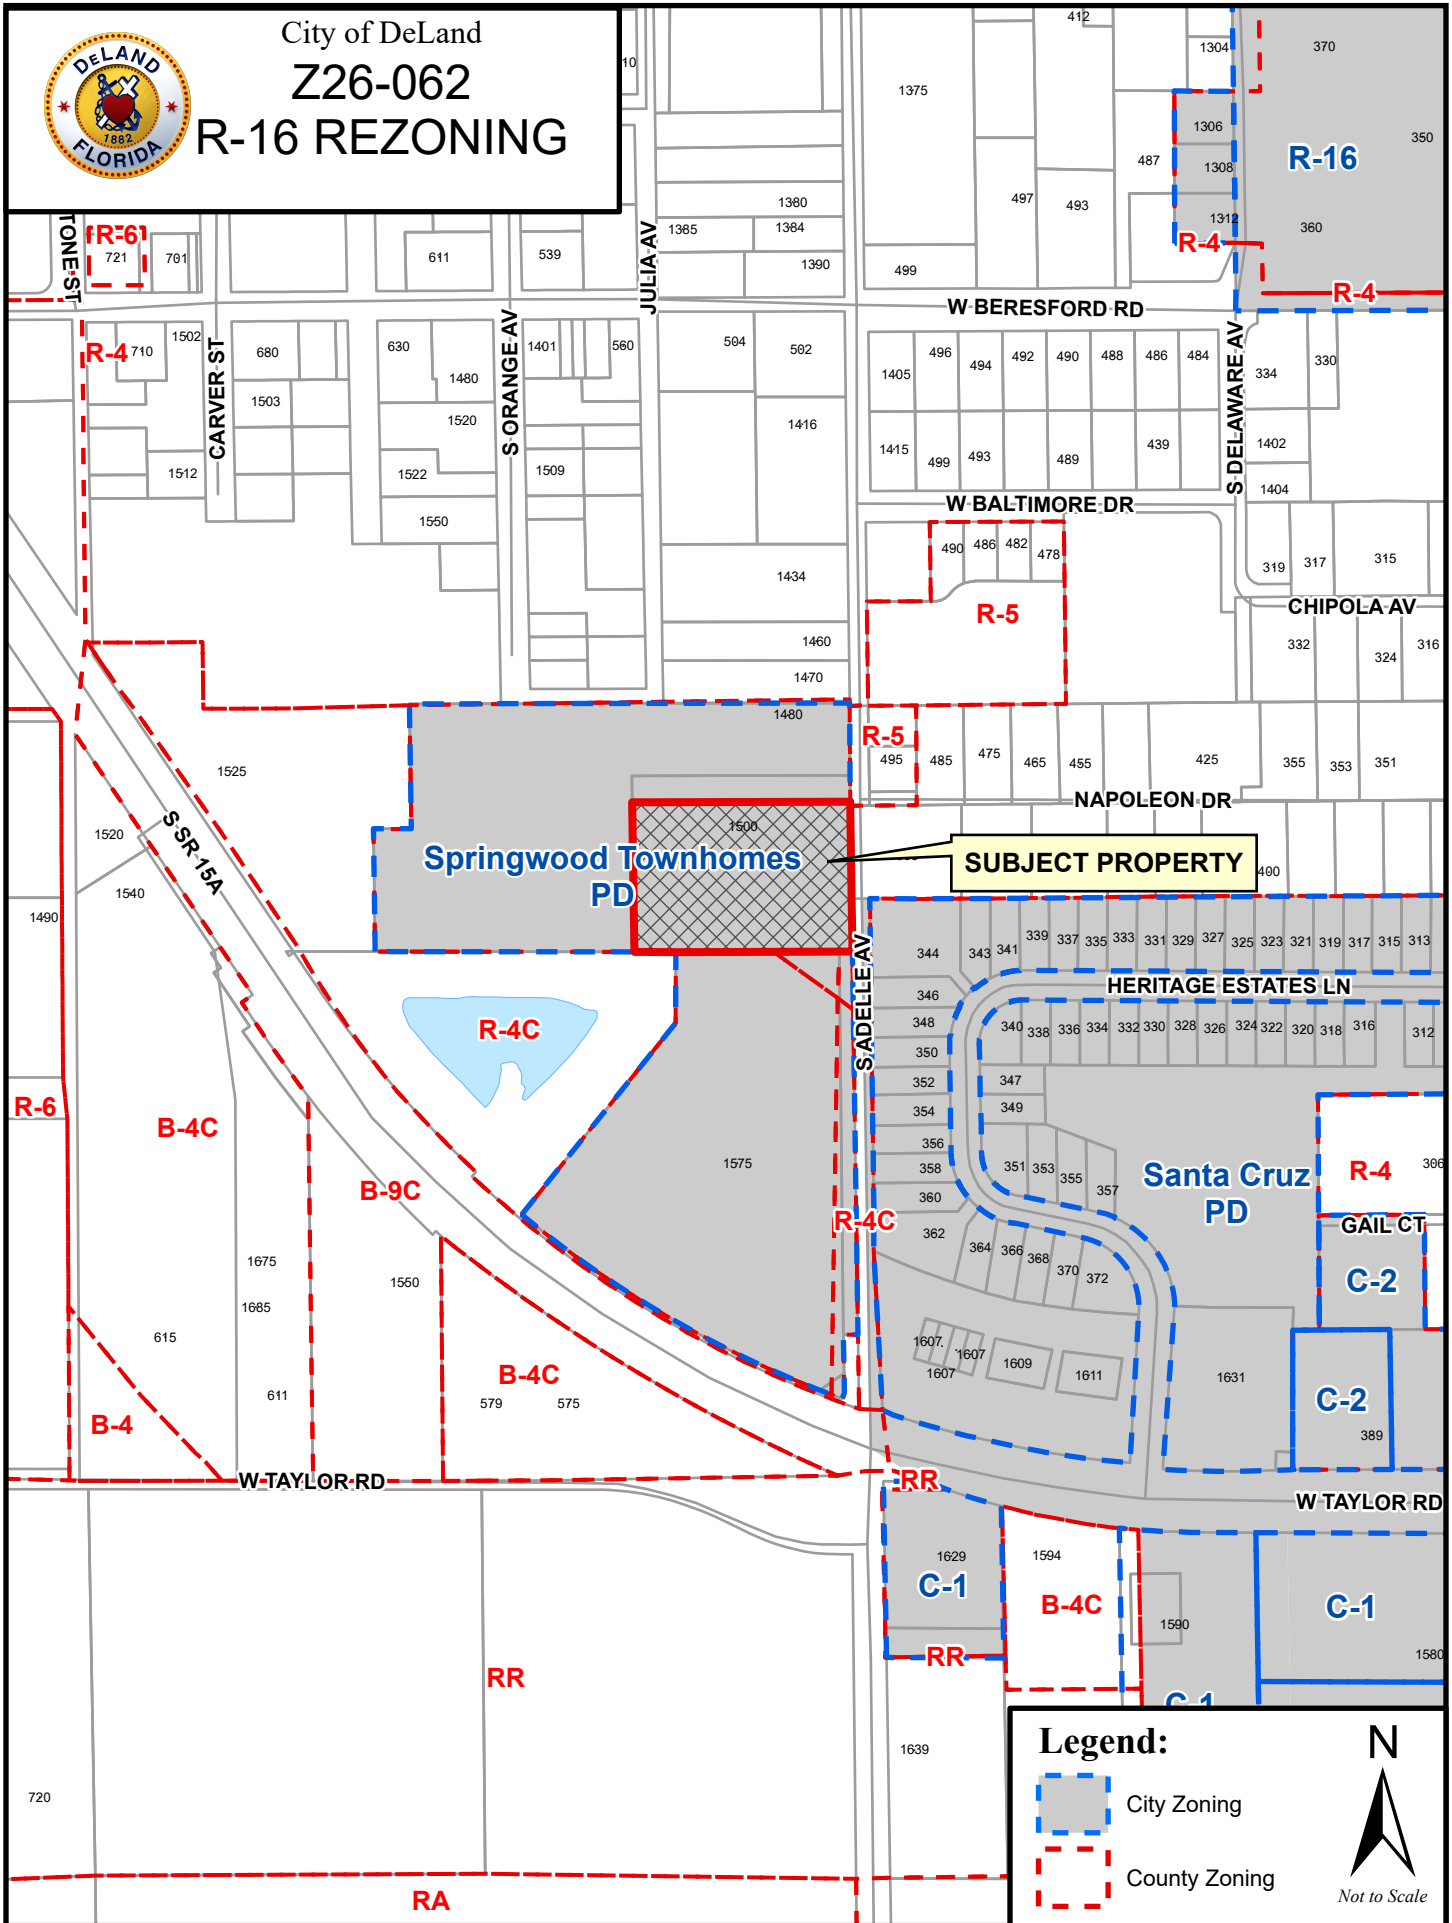 City of DeLand
Z26-062
R-16 REZONING
DELAND
1882
FLORIDA
10
1375
412
1304
370
1306
1308
1312
R-16
350
360
487
497
493
R-4
R-4
499
1380
1385
1384
1390
JULIA AV
TONE ST
R-6
721
701
611
539
W BERESFORD RD
R-4
710
1502
680
630
1401
560
504
502
1480
1503
1520
1416
1512
1522
1509
1550
CARVER ST
S ORANGE AV
1405
496
494
492
490
488
486
484
334
330
1415
499
493
489
439
1402
1404
S DELAWARE AV
W BALTIMORE DR
490
486
482
478
R-5
319
317
315
CHIPOLA AV
332
324
316
1434
1460
1470
1480
R-5
495
485
475
465
455
425
355
353
351
NAPOLEON DR
1525
1520
1540
1490
S SR 15A
1500
Springwood Townhomes
PD
SUBJECT PROPERTY
400
344
343
341
339
337
335
333
331
329
327
325
323
321
319
317
315
313
HERITAGE ESTATES LN
S ADELLE AV
346
348
350
352
354
356
358
360
362
340
338
336
334
332
330
328
326
324
322
320
318
316
312
347
349
351
353
355
357
364
366
368
370
372
R-4C
R-6
B-4C
B-9C
1575
R-4C
Santa Cruz
PD
R-4
306
GAIL CT
C-2
1675
1685
1550
615
611
B-4C
579
575
B-4
1607
1607
1607
1609
1611
1631
C-2
389
W TAYLOR RD
RR
W TAYLOR RD
1629
C-1
1594
B-4C
1590
C-1
1580
RR
RR
C-1
1639
720
RA
Legend:
City Zoning
County Zoning
N
Not to Scale